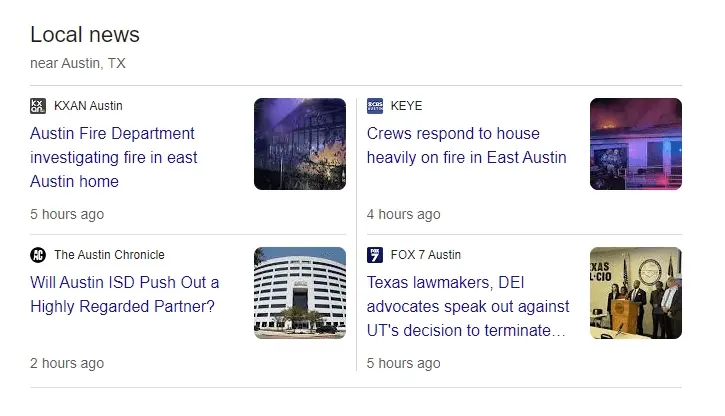 Local news
near Austin, TX
KXAN Austin
Austin Fire Department
investigating fire in east
Austin home
5 hours ago
KEYE
Crews respond to house
heavily on fire in East Austin
4 hours ago
The Austin Chronicle
Will Austin ISD Push Out a
Highly Regarded Partner?
2 hours ago
FOX 7 Austin
Texas lawmakers, DEI
advocates speak out against
UT's decision to terminate…
5 hours ago